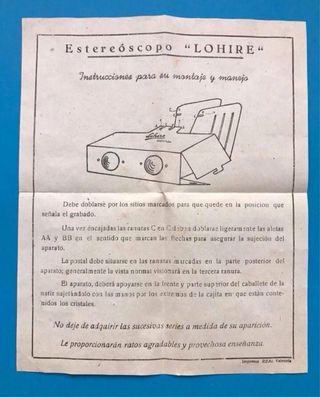 Estereóscopo "LOHIRE"
Instrucciones para su montaje y manejo
Lohire
Debe doblarse por los sitios marcados para que quede en la posición que
señala el grabado.
Una vez encajadas las ranuras C en C doblar ligeramente las aletas
AA y BB en el sentido que marcan las flechas para asegurar la sujeción del
aparato.
La postal debe situarse en las ranuras marcadas en la parte posterior del
aparato; generalmente la vista normal visionará en la tercera ranura.
El aparato, deberá apoyarse en la frente y parte superior del caballete de la
nariz sujetándolo con las manos por los extremos de la cajita en que están conte-
nidos los cristales.
No deje de adquirir las sucesivas series a medida de su aparición.
Le proporcionarán ratos agradables y provechosa enseñanza.
Imprenta Valencia